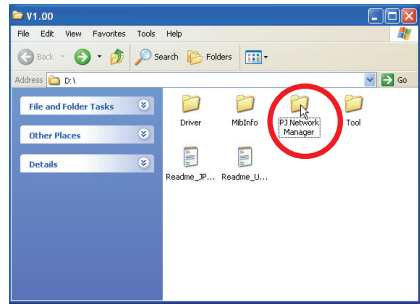 V1.00
File Edit View Favorites Tools Help
Back Search Folders
Address D:\ Go
File and Folder Tasks
Other Places
Details
Driver MibInfo PJ Network Manager Tool
Readme_JP... Readme_U...